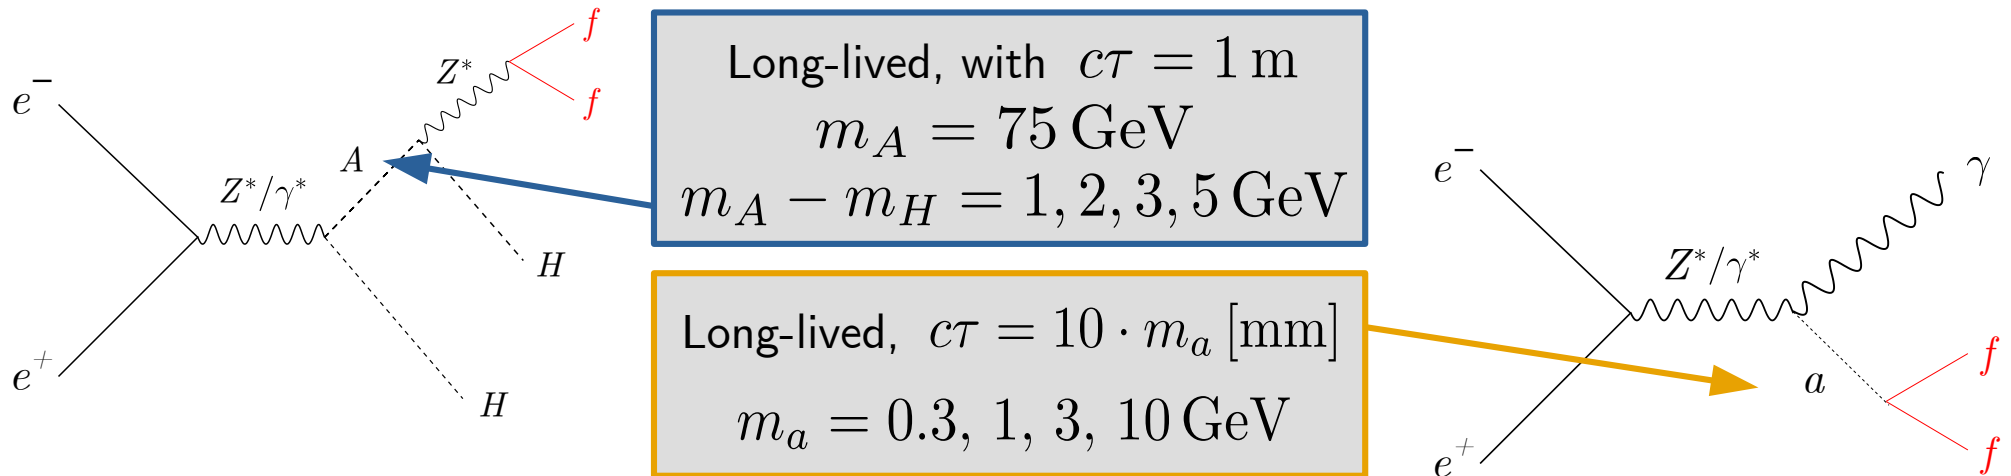 e⁻
e⁺
Z*/γ*
A
Z*
f
f
H
H
Long-lived, with cτ = 1 m
m_A = 75 GeV
m_A − m_H = 1, 2, 3, 5 GeV
Long-lived, cτ = 10 · m_a [mm]
m_a = 0.3, 1, 3, 10 GeV
e⁻
e⁺
Z*/γ*
γ
a
f
f